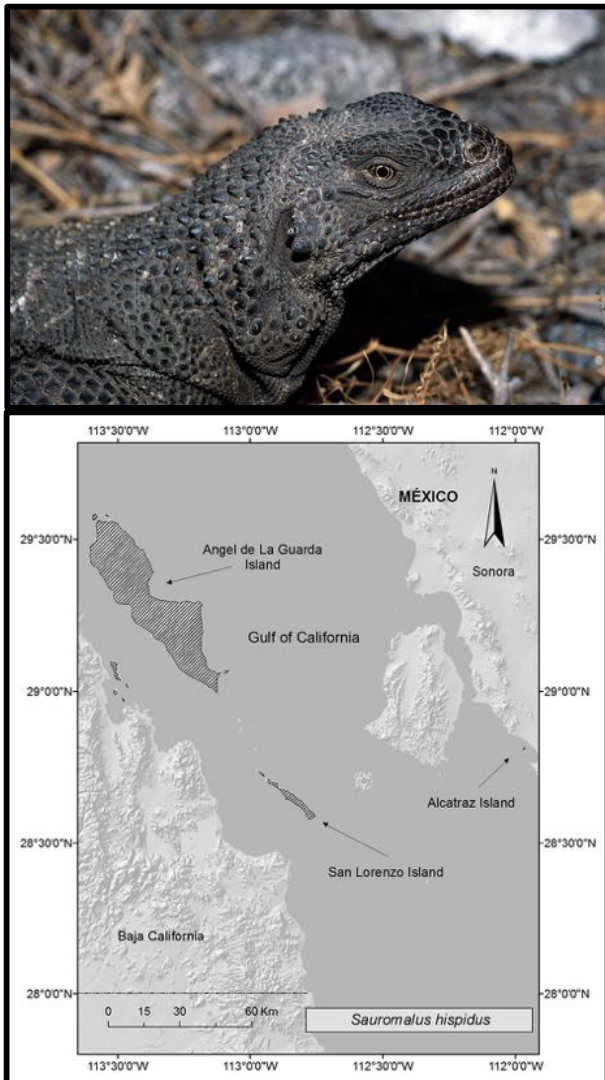 113°30'0"W 113°0'0"W 112°30'0"W 112°0'0"W
N
MÉXICO
29°30'0"N 29°30'0"N
Angel de La Guarda
Island
Sonora
Gulf of California
29°0'0"N 29°0'0"N
Alcatraz Island
28°30'0"N 28°30'0"N
San Lorenzo Island
Baja California
28°0'0"N 28°0'0"N
0 15 30 60 Km
Sauromalus hispidus
113°30'0"W 113°0'0"W 112°30'0"W 112°0'0"W